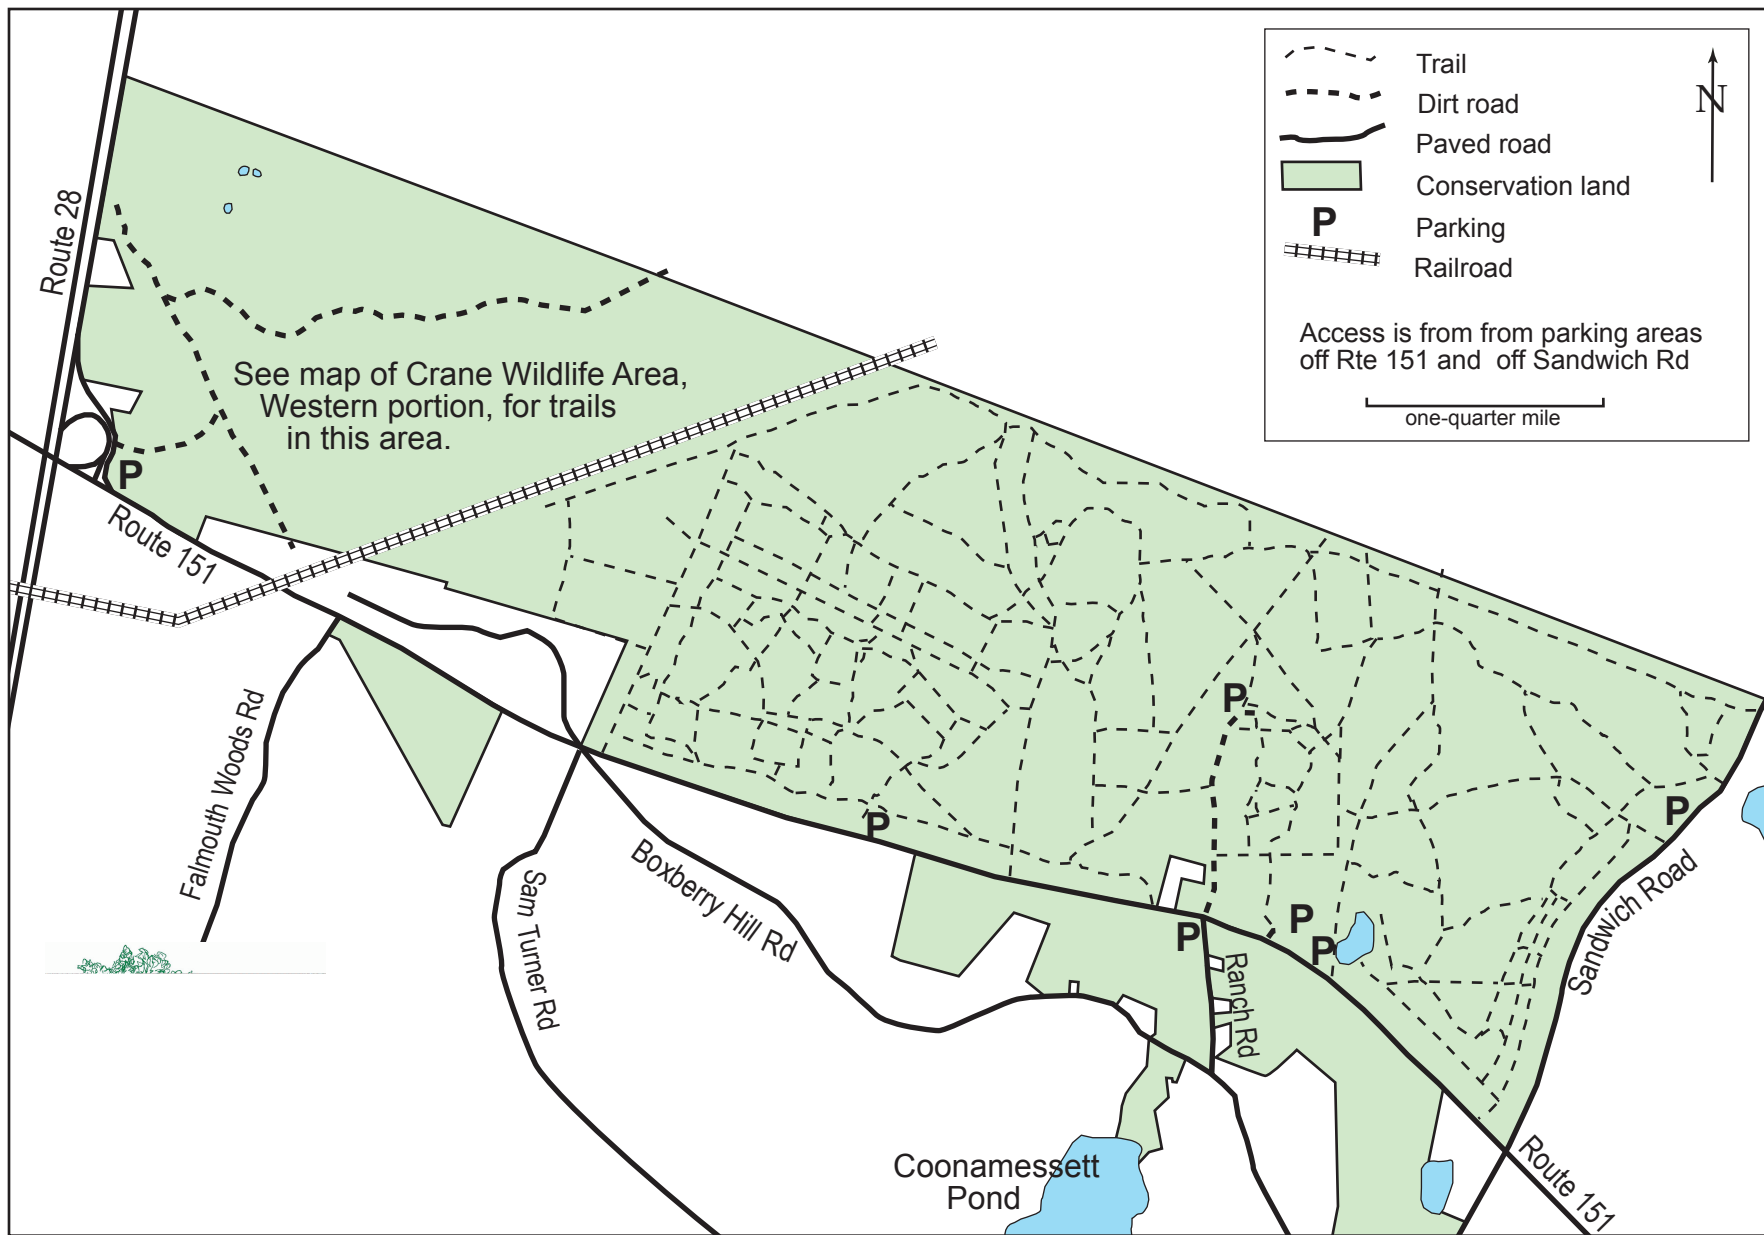 Trail
Dirt road
Paved road
Conservation land
P
Parking
Railroad
N
Access is from from parking areas
off Rte 151 and  off Sandwich Rd
one-quarter mile
Route 28
See map of Crane Wildlife Area,
Western portion, for trails
in this area.
P
Route 151
Falmouth Woods Rd
Sam Turner Rd
Boxberry Hill Rd
P
P
P
P
P
P
Ranch Rd
Sandwich Road
Coonamessett
Pond
Route 151